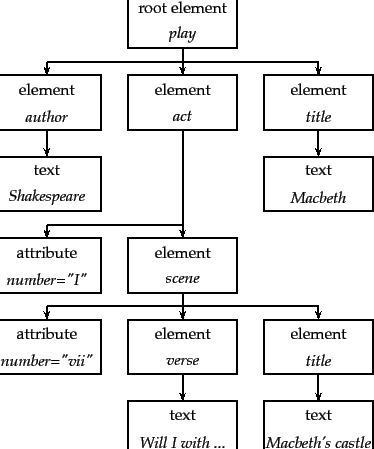 root element
play
element
author
element
act
element
title
text
Shakespeare
text
Macbeth
attribute
number="I"
element
scene
attribute
number="vii"
element
verse
element
title
text
Will I with ...
text
Macbeth's castle